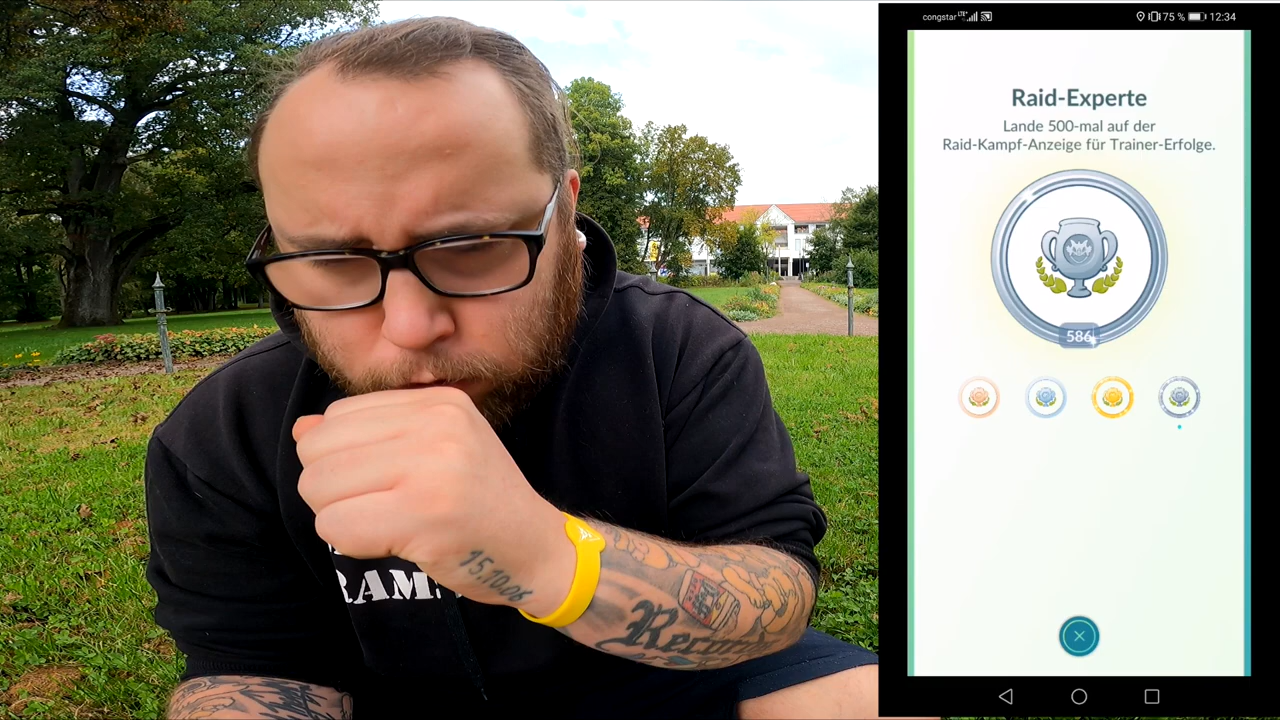 congstar
75 % 12:34
Raid-Experte
Lande 500-mal auf der
Raid-Kampf-Anzeige für Trainer-Erfolge.
586
15.10.06
RAM
Record